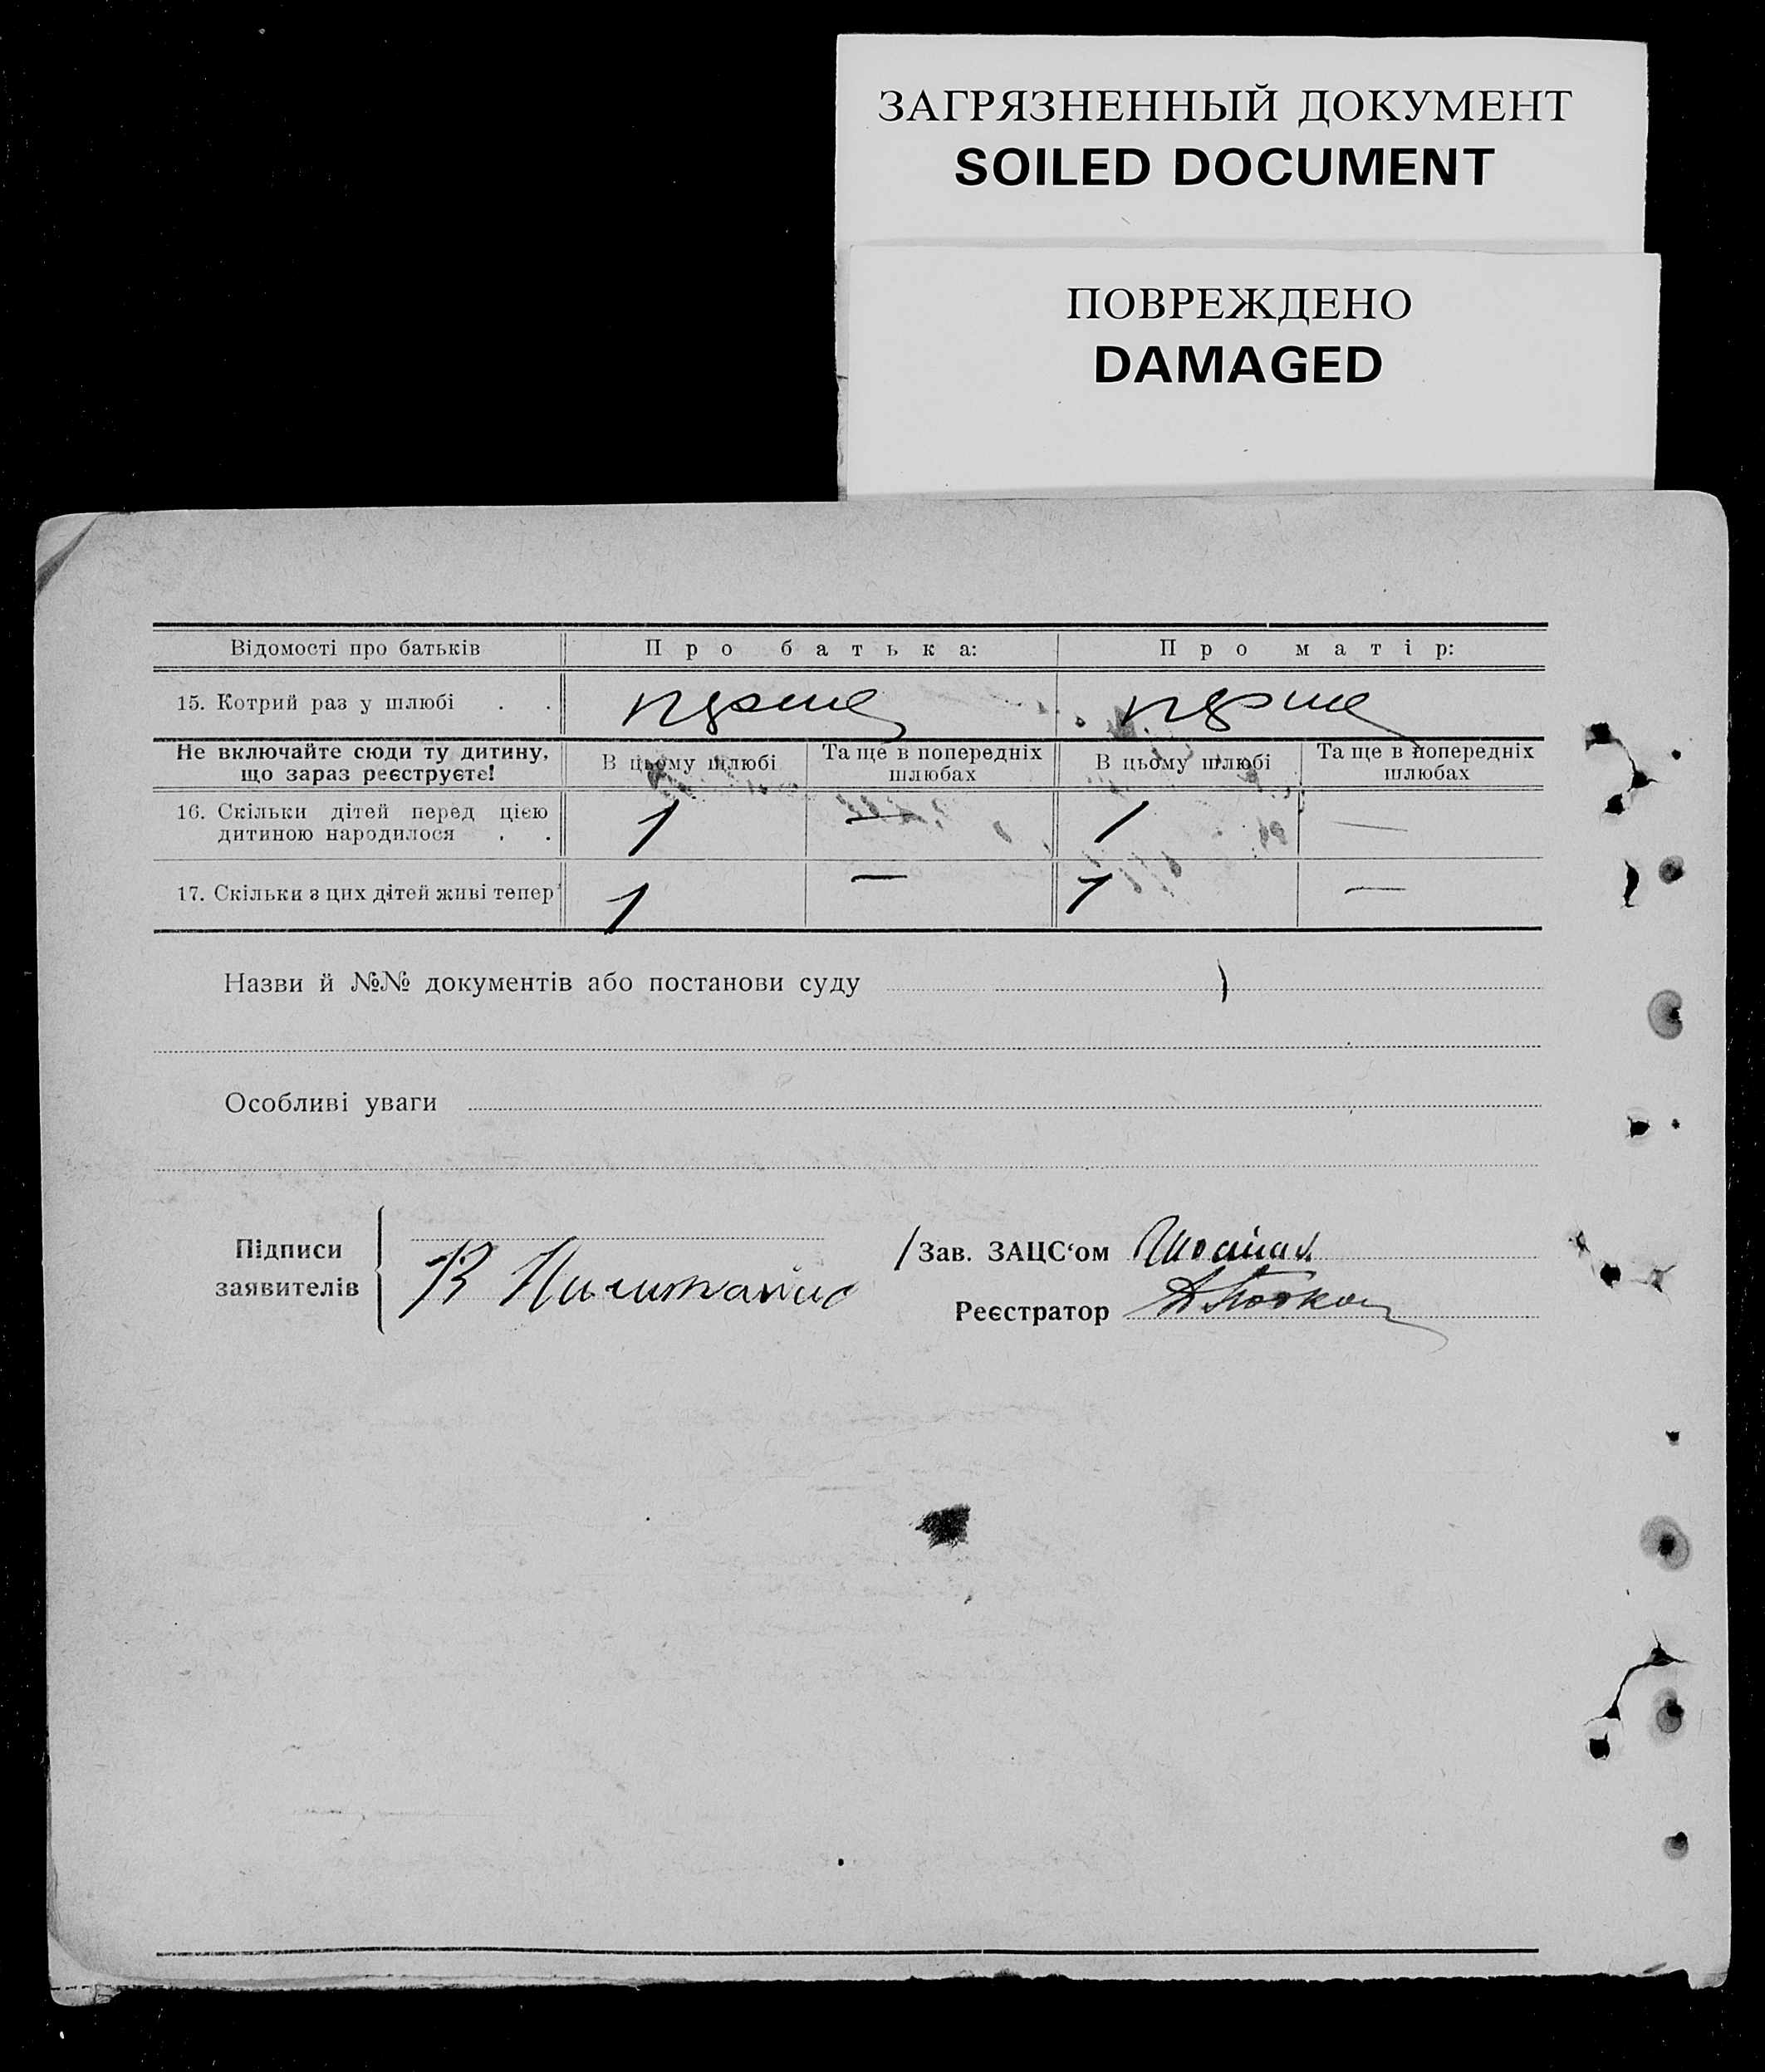 ЗАГРЯЗНЕННЫЙ ДОКУМЕНТ
SOILED DOCUMENT
ПОВРЕЖДЕНО
DAMAGED
Відомості про батьків Про батька: Про матір:
15. Котрий раз у шлюбі . . перше перше
Не включайте сюди ту дитину, що зараз реєструєте! В цьому шлюбі Та ще в попередніх шлюбах В цьому шлюбі Та ще в попередніх шлюбах
16. Скільки дітей перед цією
дитиною народилося . . 1 — 1 —
17. Скільки з цих дітей живі тепер 1 — 1 —
Назви й №№ документів або постанови суду
Особливі уваги
Підписи
заявителів
Зав. ЗАЦС‘ом
Реєстратор